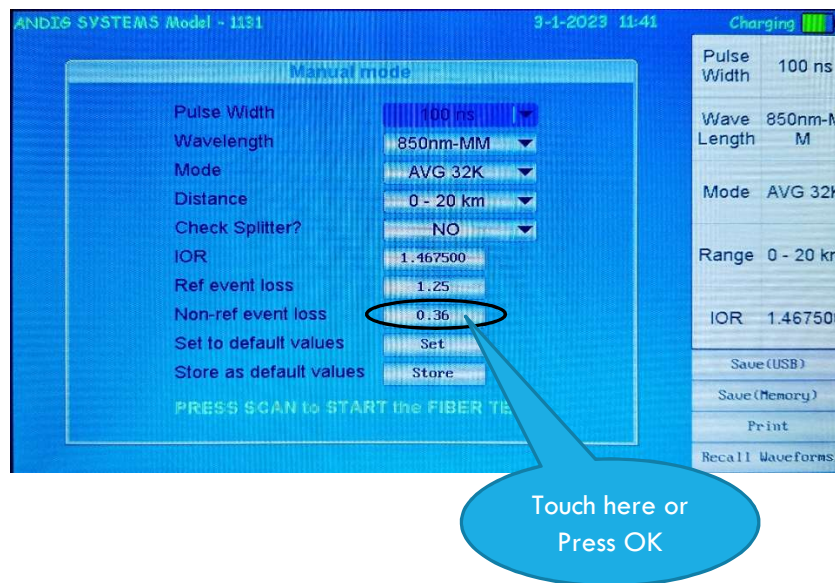 ANDIG SYSTEMS Model - 1131 3-1-2023 11:41 Charging
Manual mode
Pulse Width 100 ns
Wavelength 850nm-MM
Mode AVG 32K
Distance 0 - 20 km
Check Splitter? NO
IOR 1.467500
Ref event loss 1.25
Non-ref event loss 0.36
Set to default values Set
Store as default values Store
PRESS SCAN to START the FIBER TE
Pulse
Width 100 ns
Wave
Length 850nm-M
M
Mode AVG 32K
Range 0 - 20 km
IOR 1.46750
Save(USB)
Save(Memory)
Print
Recall Waveforms
Touch here or
Press OK